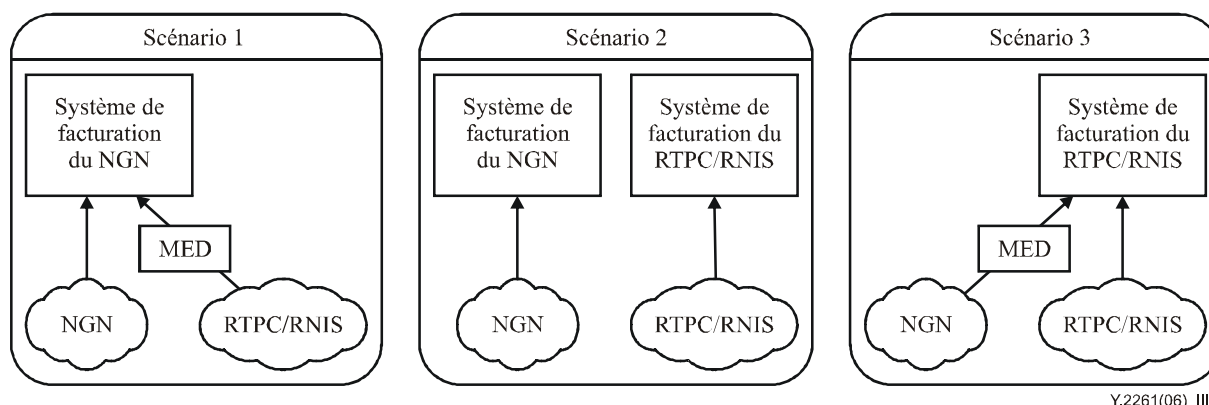 Scénario 1
Système de
facturation
du NGN
MED
NGN
RTPC/RNIS
Scénario 2
Système de
facturation
du NGN
Système de
facturation du
RTPC/RNIS
NGN
RTPC/RNIS
Scénario 3
Système de
facturation du
RTPC/RNIS
MED
NGN
RTPC/RNIS
Y.2261(06)_III